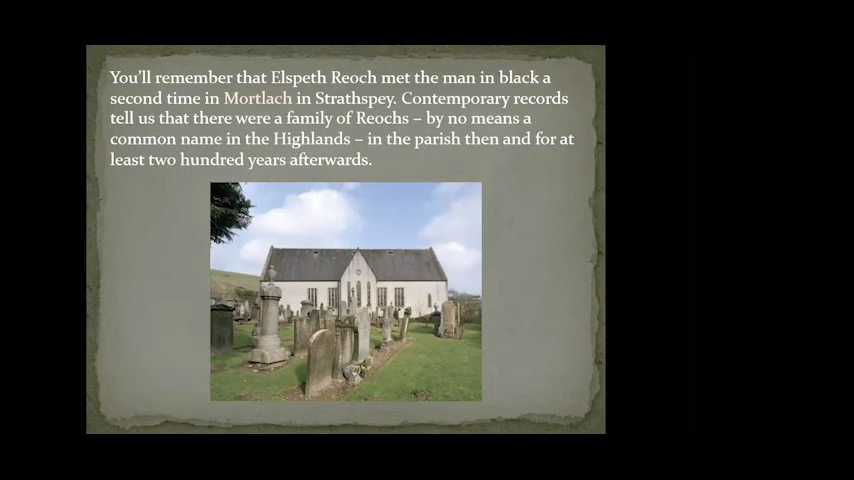 You'll remember that Elspeth Reoch met the man in black a
second time in Mortlach in Strathspey. Contemporary records
tell us that there were a family of Reochs – by no means a
common name in the Highlands – in the parish then and for at
least two hundred years afterwards.